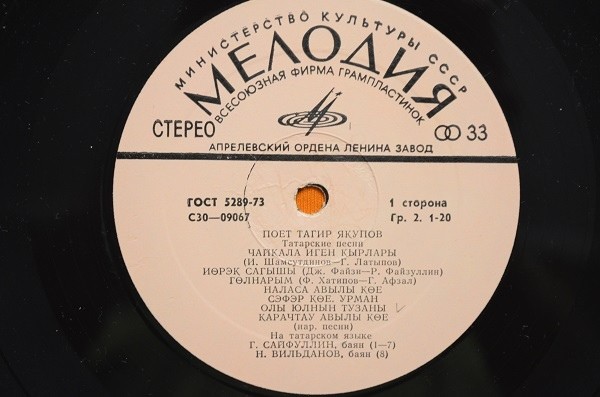 МИНИСТЕРСТВО КУЛЬТУРЫ СССР
МЕЛОДИЯ
ВСЕСОЮЗНАЯ ФИРМА ГРАМПЛАСТИНОК
СТЕРЕО
33
АПРЕЛЕВСКИЙ ОРДЕНА ЛЕНИНА ЗАВОД
ГОСТ 5289-73
1 сторона
С30—09067
Гр. 2. 1-20
ПОЕТ ТАГИР ЯКУПОВ
Татарские песни
ЧАЙКАЛА ИГЕН КЫРЛАРЫ
(И. Шамсутдинов—Г. Латыпов)
ЙӨРӘК САГЫШЫ (Дж. Файзи—Р. Файзуллин)
ГӨЛНАРЫМ (Ф. Хатипов—Г. Афзал)
НАЛАСА АВЫЛЫ КӨЕ
СӘФӘР КӨЕ. УРМАН
ОЛЫ ЮЛНЫН ТУЗАНЫ
КАРАЧТАУ АВЫЛЫ КӨЕ
(нар. песни)
На татарском языке
Г. САЙФУЛЛИН, баян (1—7)
Н. ВИЛЬДАНОВ, баян (8)